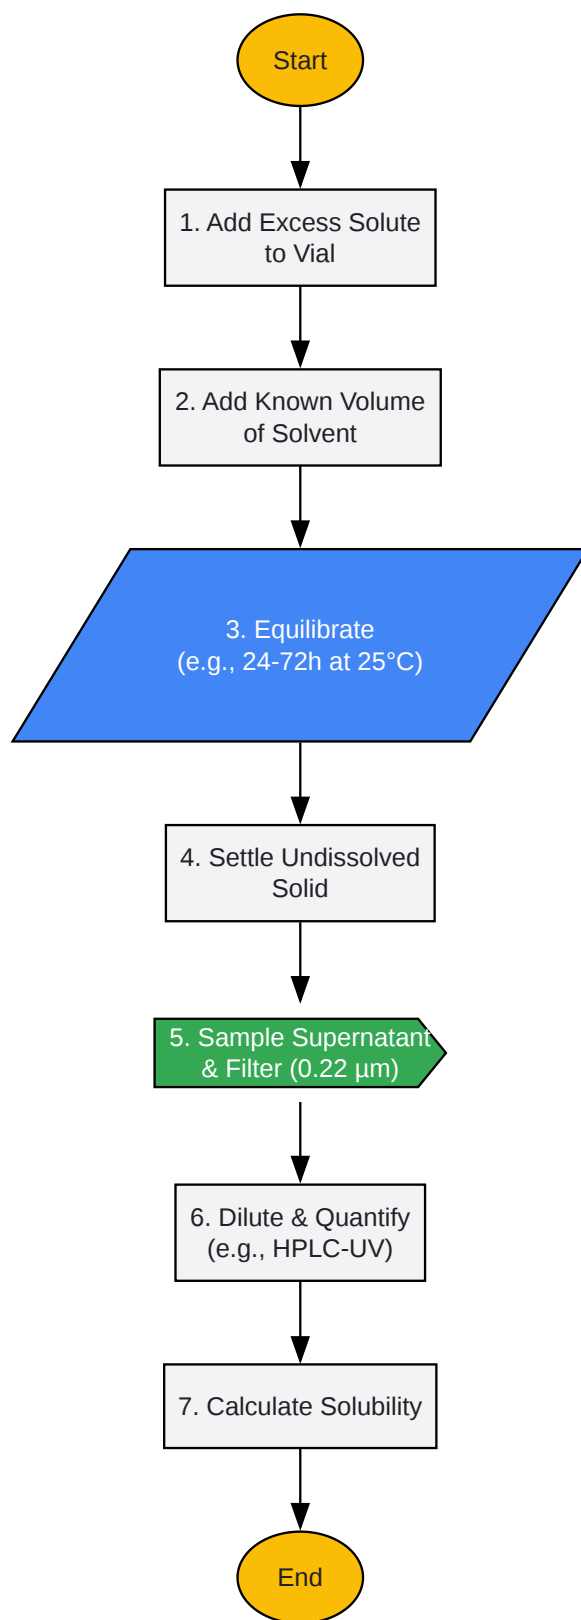 Start
1. Add Excess Solute
to Vial
2. Add Known Volume
of Solvent
3. Equilibrate
(e.g., 24-72h at 25°C)
4. Settle Undissolved
Solid
5. Sample Supernatant
& Filter (0.22 µm)
6. Dilute & Quantify
(e.g., HPLC-UV)
7. Calculate Solubility
End